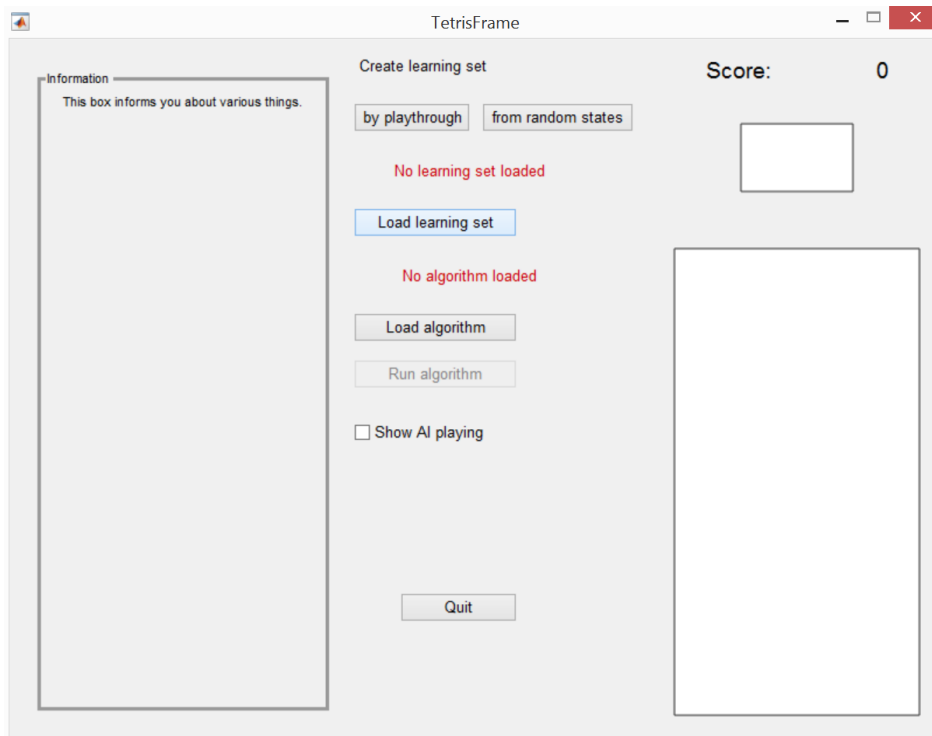 TetrisFrame
Information
This box informs you about various things.
Create learning set
by playthrough
from random states
No learning set loaded
Load learning set
No algorithm loaded
Load algorithm
Run algorithm
Show AI playing
Quit
Score: 0